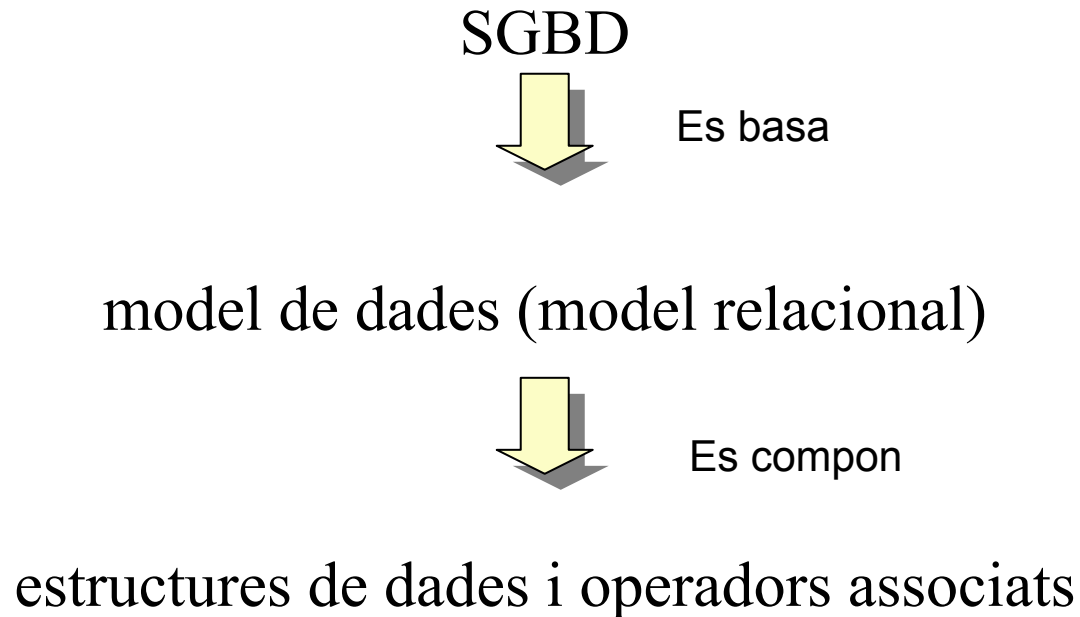 SGBD
Es basa
model de dades (model relacional)
Es compon
estructures de dades i operadors associats